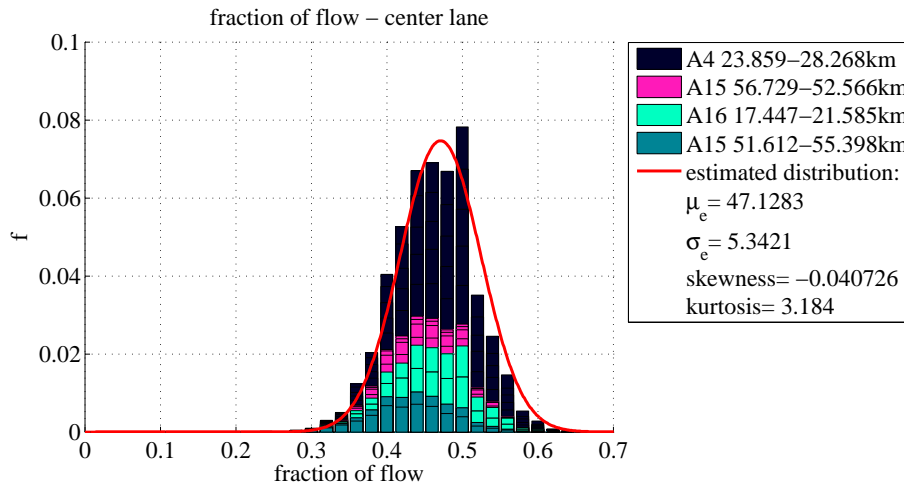 fraction of flow – center lane
0.1
0.08
0.06
0.04
0.02
0
f
0 0.1 0.2 0.3 0.4 0.5 0.6 0.7
fraction of flow
A4 23.859−28.268km
A15 56.729−52.566km
A16 17.447−21.585km
A15 51.612−55.398km
estimated distribution:
μe= 47.1283
σe= 5.3421
skewness= −0.040726
kurtosis= 3.184